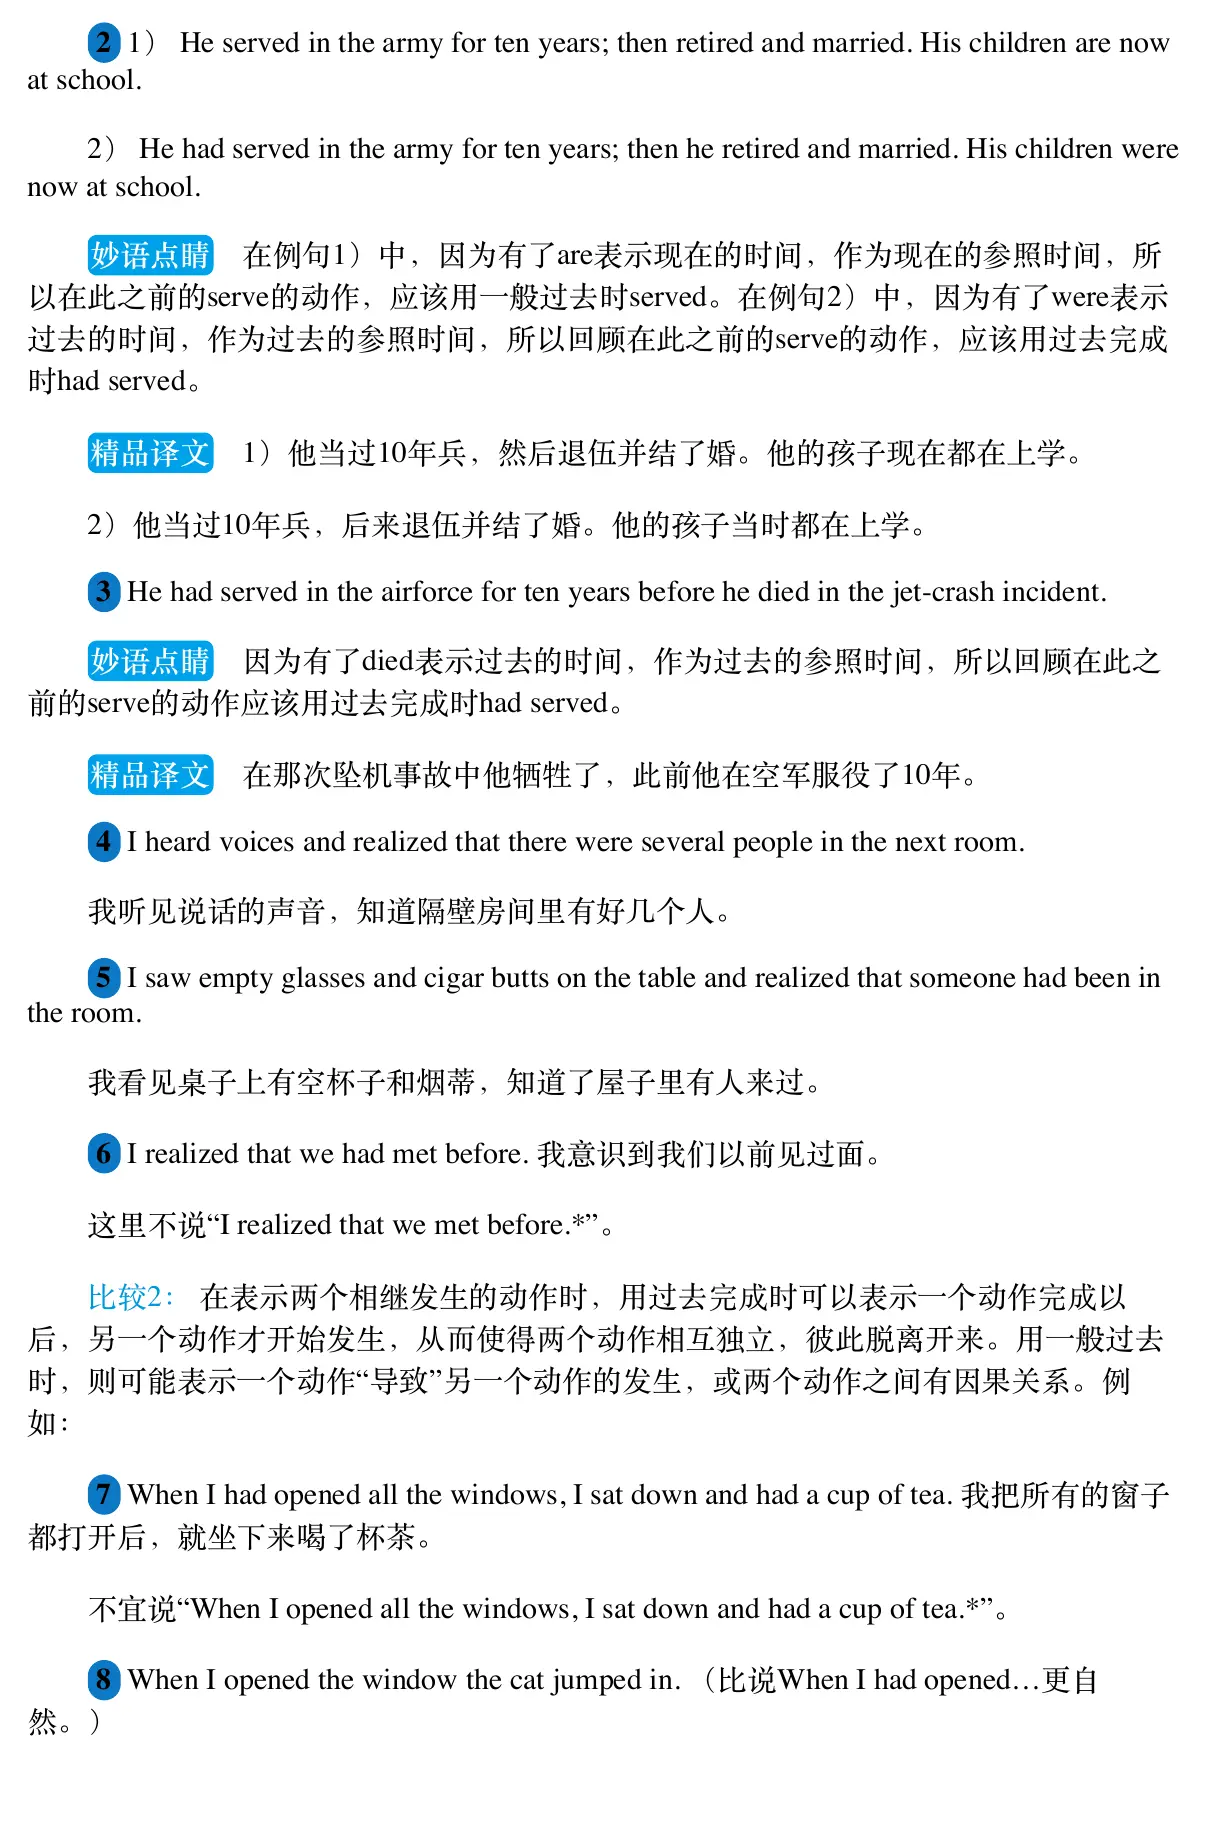 2 1） He served in the army for ten years; then retired and married. His children are now
at school.
2） He had served in the army for ten years; then he retired and married. His children were
now at school.
妙语点睛 在例句1）中，因为有了are表示现在的时间，作为现在的参照时间，所
以在此之前的serve的动作，应该用一般过去时served。在例句2）中，因为有了were表示
过去的时间，作为过去的参照时间，所以回顾在此之前的serve的动作，应该用过去完成
时had served。
精品译文 1）他当过10年兵，然后退伍并结了婚。他的孩子现在都在上学。
2）他当过10年兵，后来退伍并结了婚。他的孩子当时都在上学。
3 He had served in the airforce for ten years before he died in the jet-crash incident.
妙语点睛 因为有了died表示过去的时间，作为过去的参照时间，所以回顾在此之
前的serve的动作应该用过去完成时had served。
精品译文 在那次坠机事故中他牺牲了，此前他在空军服役了10年。
4 I heard voices and realized that there were several people in the next room.
我听见说话的声音，知道隔壁房间里有好几个人。
5 I saw empty glasses and cigar butts on the table and realized that someone had been in
the room.
我看见桌子上有空杯子和烟蒂，知道了屋子里有人来过。
6 I realized that we had met before. 我意识到我们以前见过面。
这里不说“I realized that we met before.*”。
比较2： 在表示两个相继发生的动作时，用过去完成时可以表示一个动作完成以
后，另一个动作才开始发生，从而使得两个动作相互独立，彼此脱离开来。用一般过去
时，则可能表示一个动作“导致”另一个动作的发生，或两个动作之间有因果关系。例
如：
7 When I had opened all the windows, I sat down and had a cup of tea. 我把所有的窗子
都打开后，就坐下来喝了杯茶。
不宜说“When I opened all the windows, I sat down and had a cup of tea.*”。
8 When I opened the window the cat jumped in. （比说When I had opened…更自
然。）